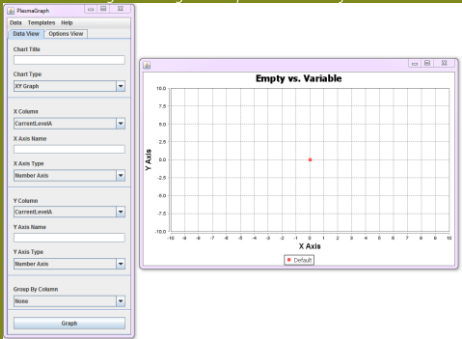 PlasmaGraph
Data Templates Help
Data View Options View
Chart Title
Chart Type
XY Graph
X Column
CurrentLevelA
X Axis Name
X Axis Type
Number Axis
Y Column
CurrentLevelA
Y Axis Name
Y Axis Type
Number Axis
Group By Column
None
Graph
Empty vs. Variable
Y Axis
10.0
7.5
5.0
2.5
0.0
-2.5
-5.0
-7.5
-10.0
-10 -9 -8 -7 -6 -5 -4 -3 -2 -1 0 1 2 3 4 5 6 7 8 9 10
X Axis
Default